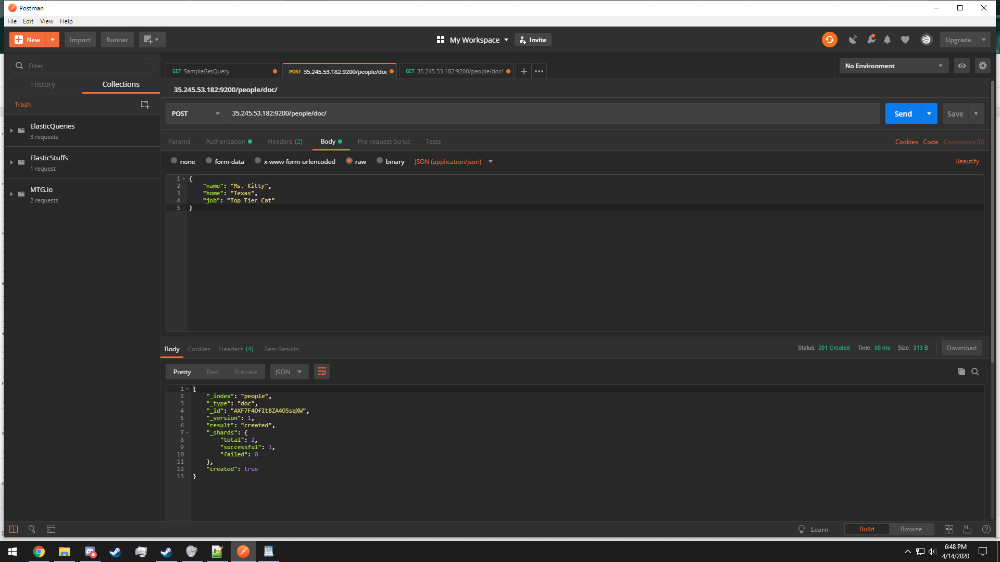 Postman
File Edit View Help
New Import Runner My Workspace Invite Upgrade
Filter
History Collections
Trash
ElasticQueries
3 requests
ElasticStuffs
1 request
MTG.io
2 requests
GET SampleGetQuery POST 35.245.53.182:9200/people/doc GET 35.245.53.182:9200/people/doc/ No Environment
35.245.53.182:9200/people/doc/
POST 35.245.53.182:9200/people/doc/ Send Save
Params Authorization Headers (2) Body Pre-request Script Tests Cookies Code Comments (0)
none form-data x-www-form-urlencoded raw binary JSON (application/json) Beautify
1 {
2 "name": "Ms. Kitty",
3 "home": "Texas",
4 "job": "Top Tier Cat"
5 }
Body Cookies Headers (4) Test Results Status: 201 Created Time: 88 ms Size: 313 B Download
Pretty Raw Preview JSON
1 {
2 "_index": "people",
3 "_type": "doc",
4 "_id": "AXF7F4OfIt8ZA4O5sqXW",
5 "_version": 1,
6 "result": "created",
7 "_shards": {
8 "total": 2,
9 "successful": 1,
10 "failed": 0
11 },
12 "created": true
13 }
Learn Build Browse
6:48 PM
4/14/2020